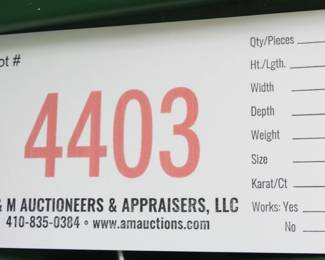 ot #
4403
& M AUCTIONEERS & APPRAISERS, LLC
410-835-0384 • www.amauctions.com
Qty/Pieces
Ht./Lgth.
Width
Depth
Weight
Size
Karat/Ct
Works: Yes
No